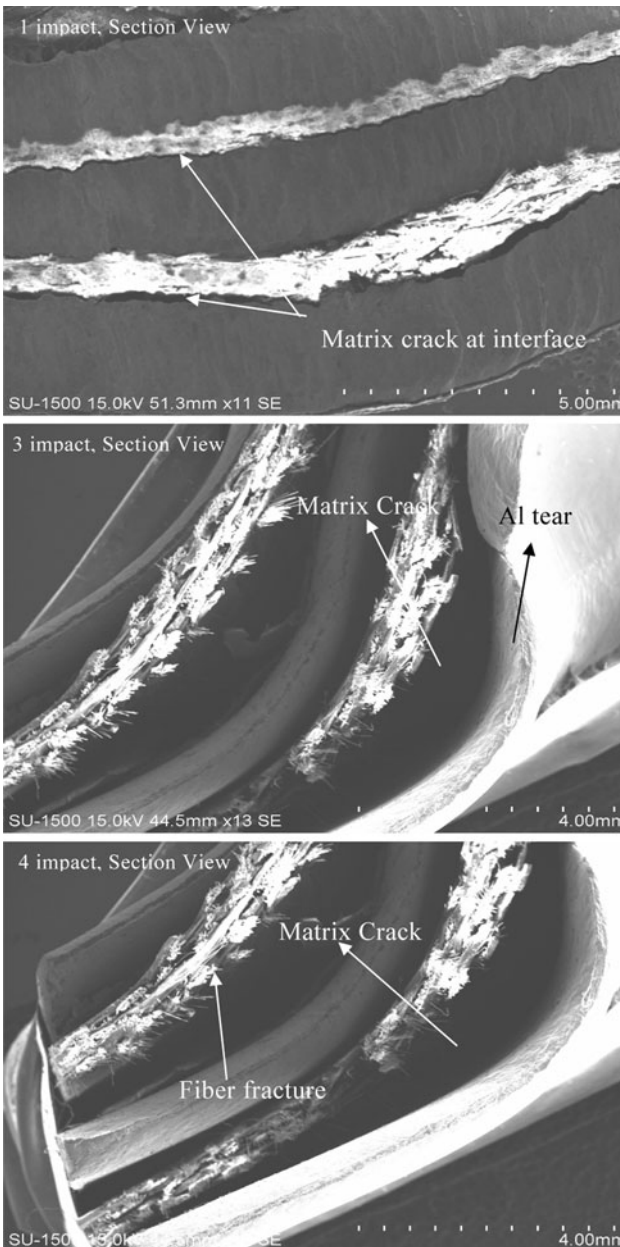 1 impact, Section View
Matrix crack at interface
SU-1500 15.0kV 51.3mm x11 SE
5.00mm
3 impact, Section View
Matrix Crack
Al tear
SU-1500 15.0kV 44.5mm x13 SE
4.00mm
4 impact, Section View
Matrix Crack
Fiber fracture
4.00mm